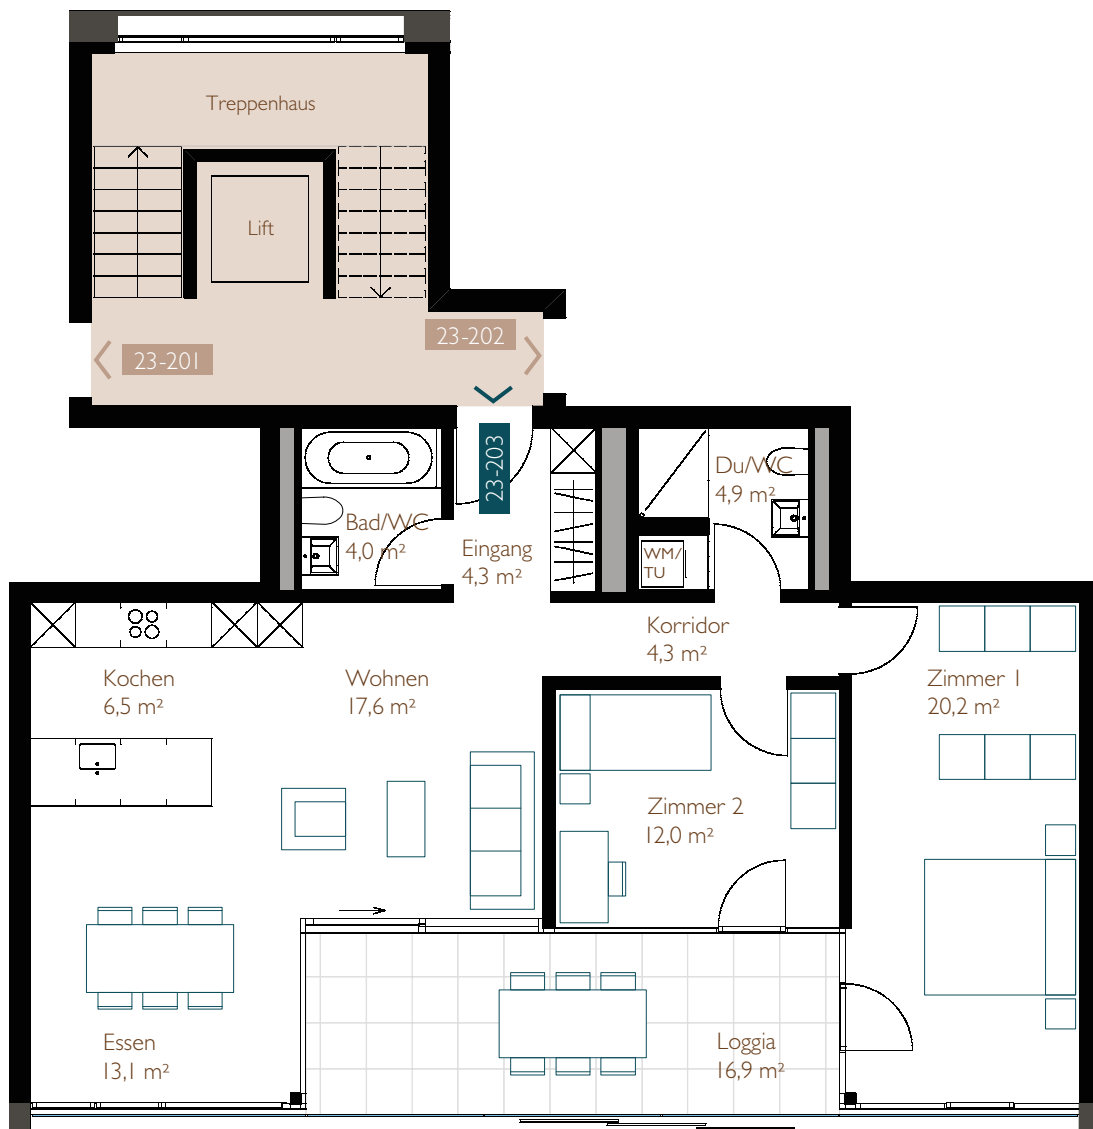 Treppenhaus
Lift
23-202
23-201
23-203
Du/WC
4,9 m²
Bad/WC
4,0 m²
Eingang
4,3 m²
WM/
TU
Korridor
4,3 m²
Kochen
6,5 m²
Wohnen
17,6 m²
Zimmer 1
20,2 m²
Zimmer 2
12,0 m²
Essen
13,1 m²
Loggia
16,9 m²